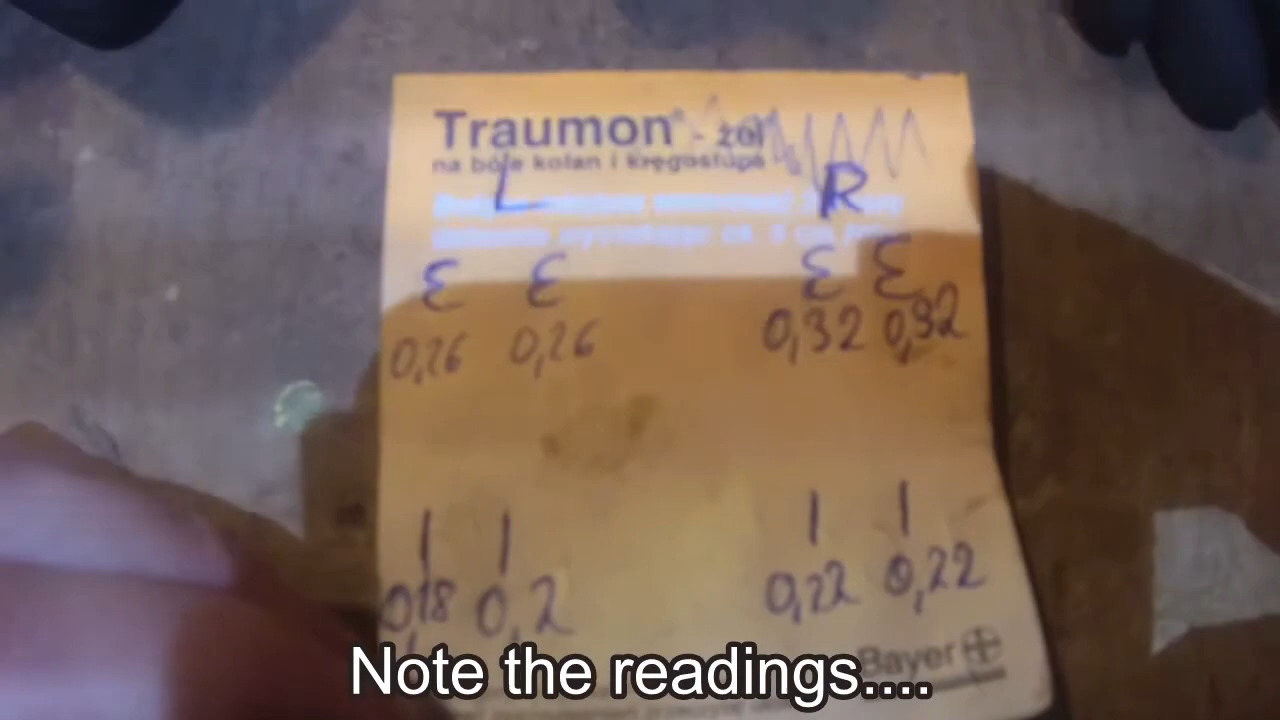 Traumon® - żel
na bóle kolan i kręgosłupa
L R
Ɛ Ɛ Ɛ Ɛ
0,26 0,26 0,32 0,32
| | | |
0,18 0,2 0,22 0,22
Bayer
Note the readings....